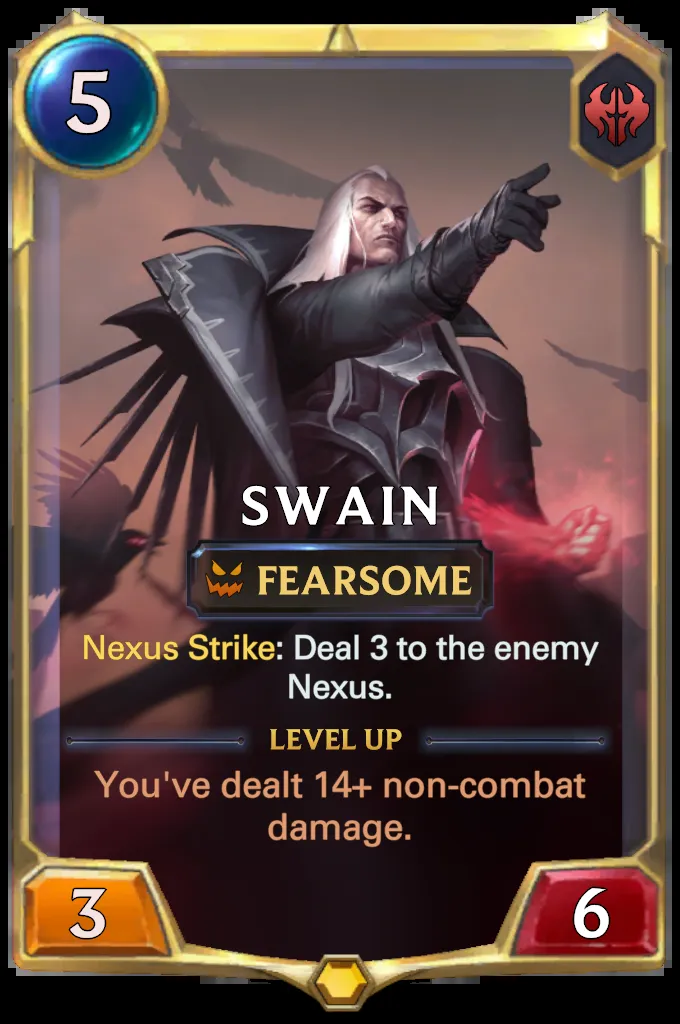 5
SWAIN
FEARSOME
Nexus Strike: Deal 3 to the enemy
Nexus.
LEVEL UP
You've dealt 14+ non-combat
damage.
3
6